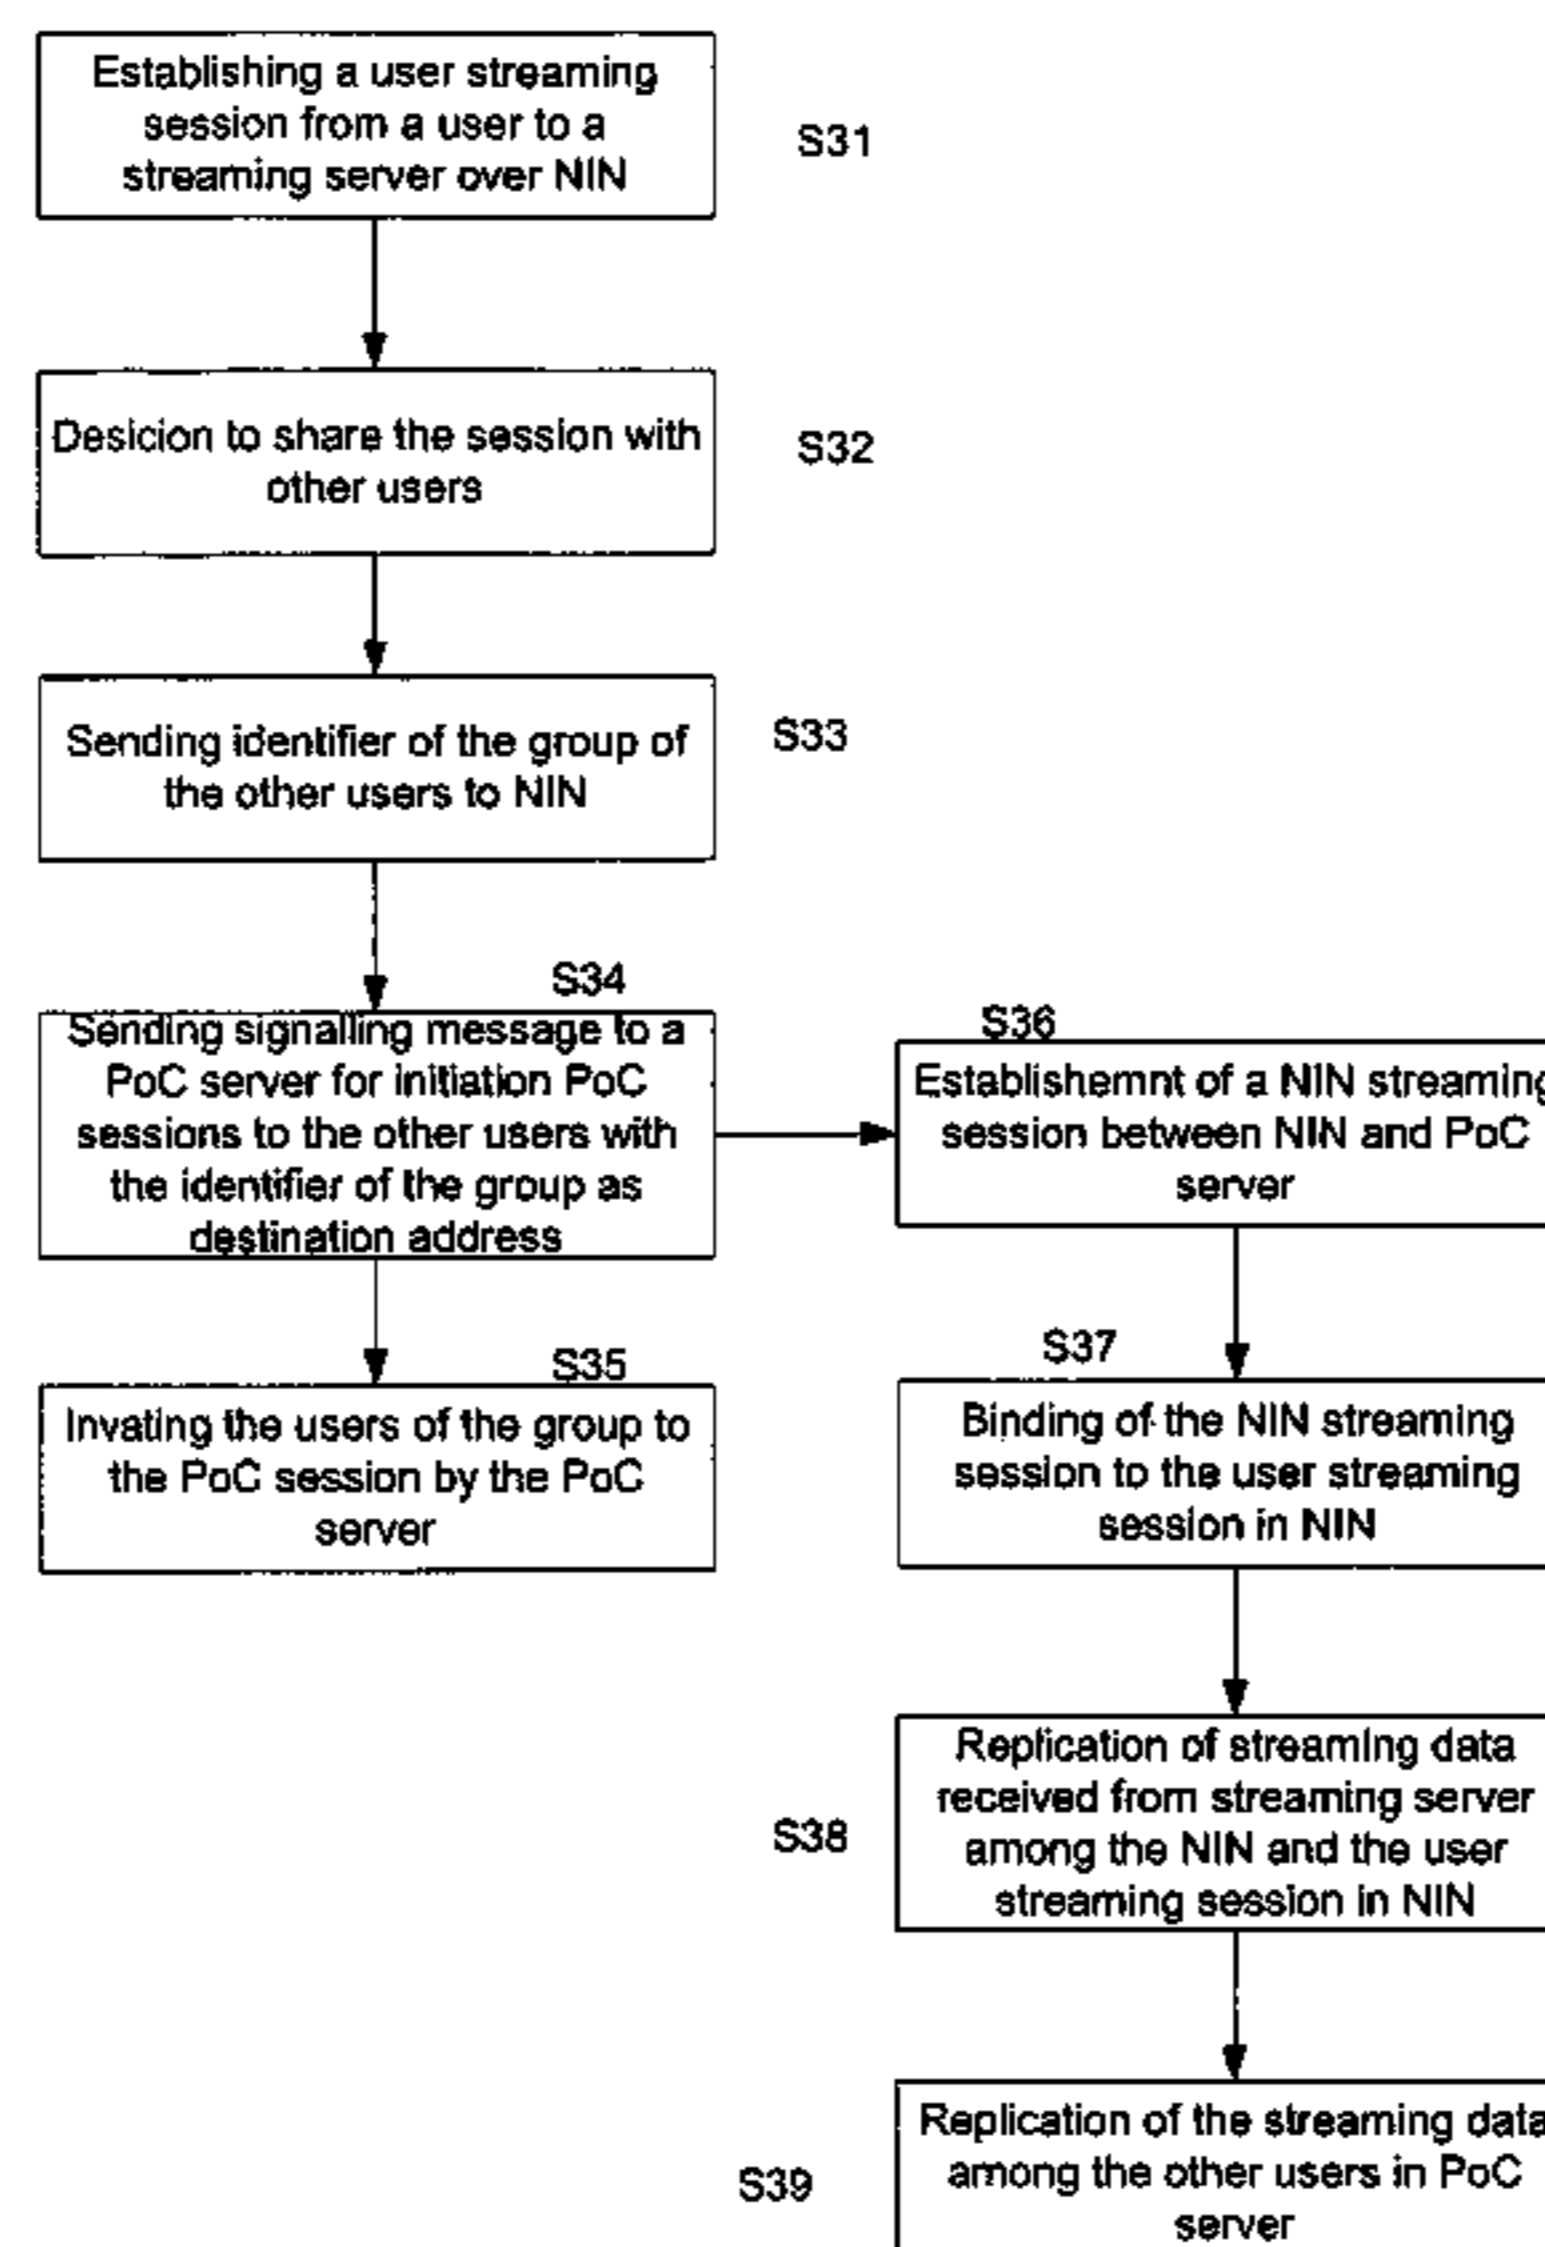 Establishing a user streaming
session from a user to a
streaming server over NIN
S31
Desicion to share the session with
other users
S32
Sending identifier of the group of
the other users to NIN
S33
S34
Sending signalling message to a
PoC server for initiation PoC
sessions to the other users with
the identifier of the group as
destination address
S35
Invating the users of the group to
the PoC session by the PoC
server
S36
Establishemnt of a NIN streaming
session between NIN and PoC
server
S37
Binding of the NIN streaming
session to the user streaming
session in NIN
S38
Replication of streaming data
received from streaming server
among the NIN and the user
streaming session in NIN
S39
Replication of the streaming data
among the other users in PoC
server